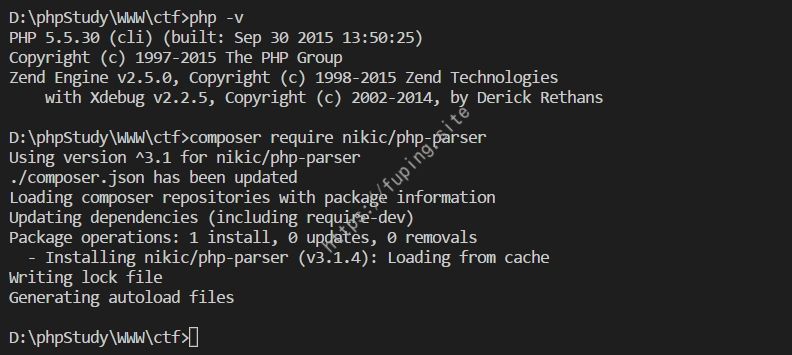 D:\phpStudy\WWW\ctf>php -v
PHP 5.5.30 (cli) (built: Sep 30 2015 13:50:25)
Copyright (c) 1997-2015 The PHP Group
Zend Engine v2.5.0, Copyright (c) 1998-2015 Zend Technologies
    with Xdebug v2.2.5, Copyright (c) 2002-2014, by Derick Rethans
D:\phpStudy\WWW\ctf>composer require nikic/php-parser
Using version ^3.1 for nikic/php-parser
./composer.json has been updated
Loading composer repositories with package information
Updating dependencies (including require-dev)
Package operations: 1 install, 0 updates, 0 removals
  - Installing nikic/php-parser (v3.1.4): Loading from cache
Writing lock file
Generating autoload files
D:\phpStudy\WWW\ctf>
https://fuping.site